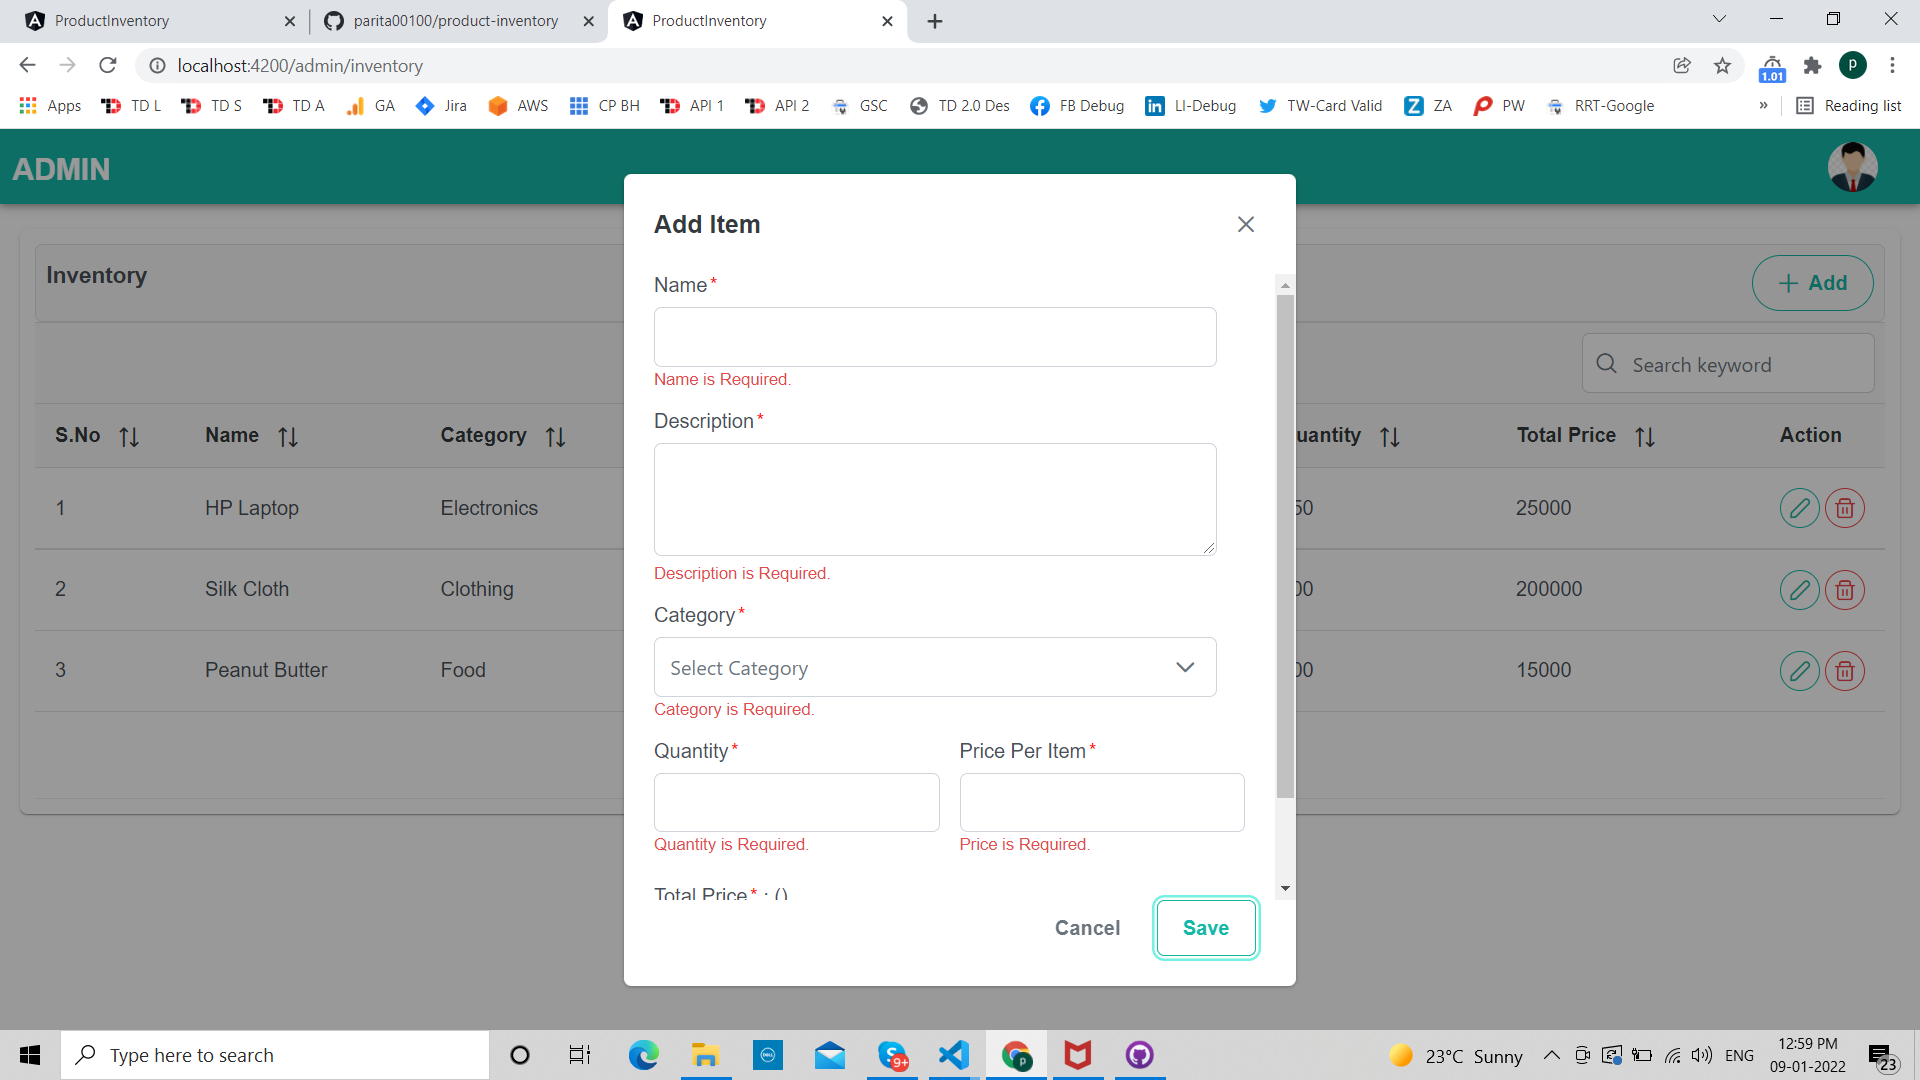 ProductInventory
parita00100/product-inventory
ProductInventory
localhost:4200/admin/inventory
1.01
P
Apps
TD L
TD S
TD A
GA
Jira
AWS
CP BH
API 1
API 2
GSC
TD 2.0 Des
FB Debug
LI-Debug
TW-Card Valid
ZA
PW
RRT-Google
»
Reading list
ADMIN
Inventory
+ Add
Search keyword
S.No Name Category uantity Total Price Action
1 HP Laptop Electronics 50 25000
2 Silk Cloth Clothing 00 200000
3 Peanut Butter Food 00 15000
Add Item
Name*
Name is Required.
Description*
Description is Required.
Category*
Select Category
Category is Required.
Quantity* Price Per Item*
Quantity is Required. Price is Required.
Total Price* : ()
Cancel Save
Type here to search
DELL
9+
P
23°C Sunny
ENG
12:59 PM
09-01-2022
23